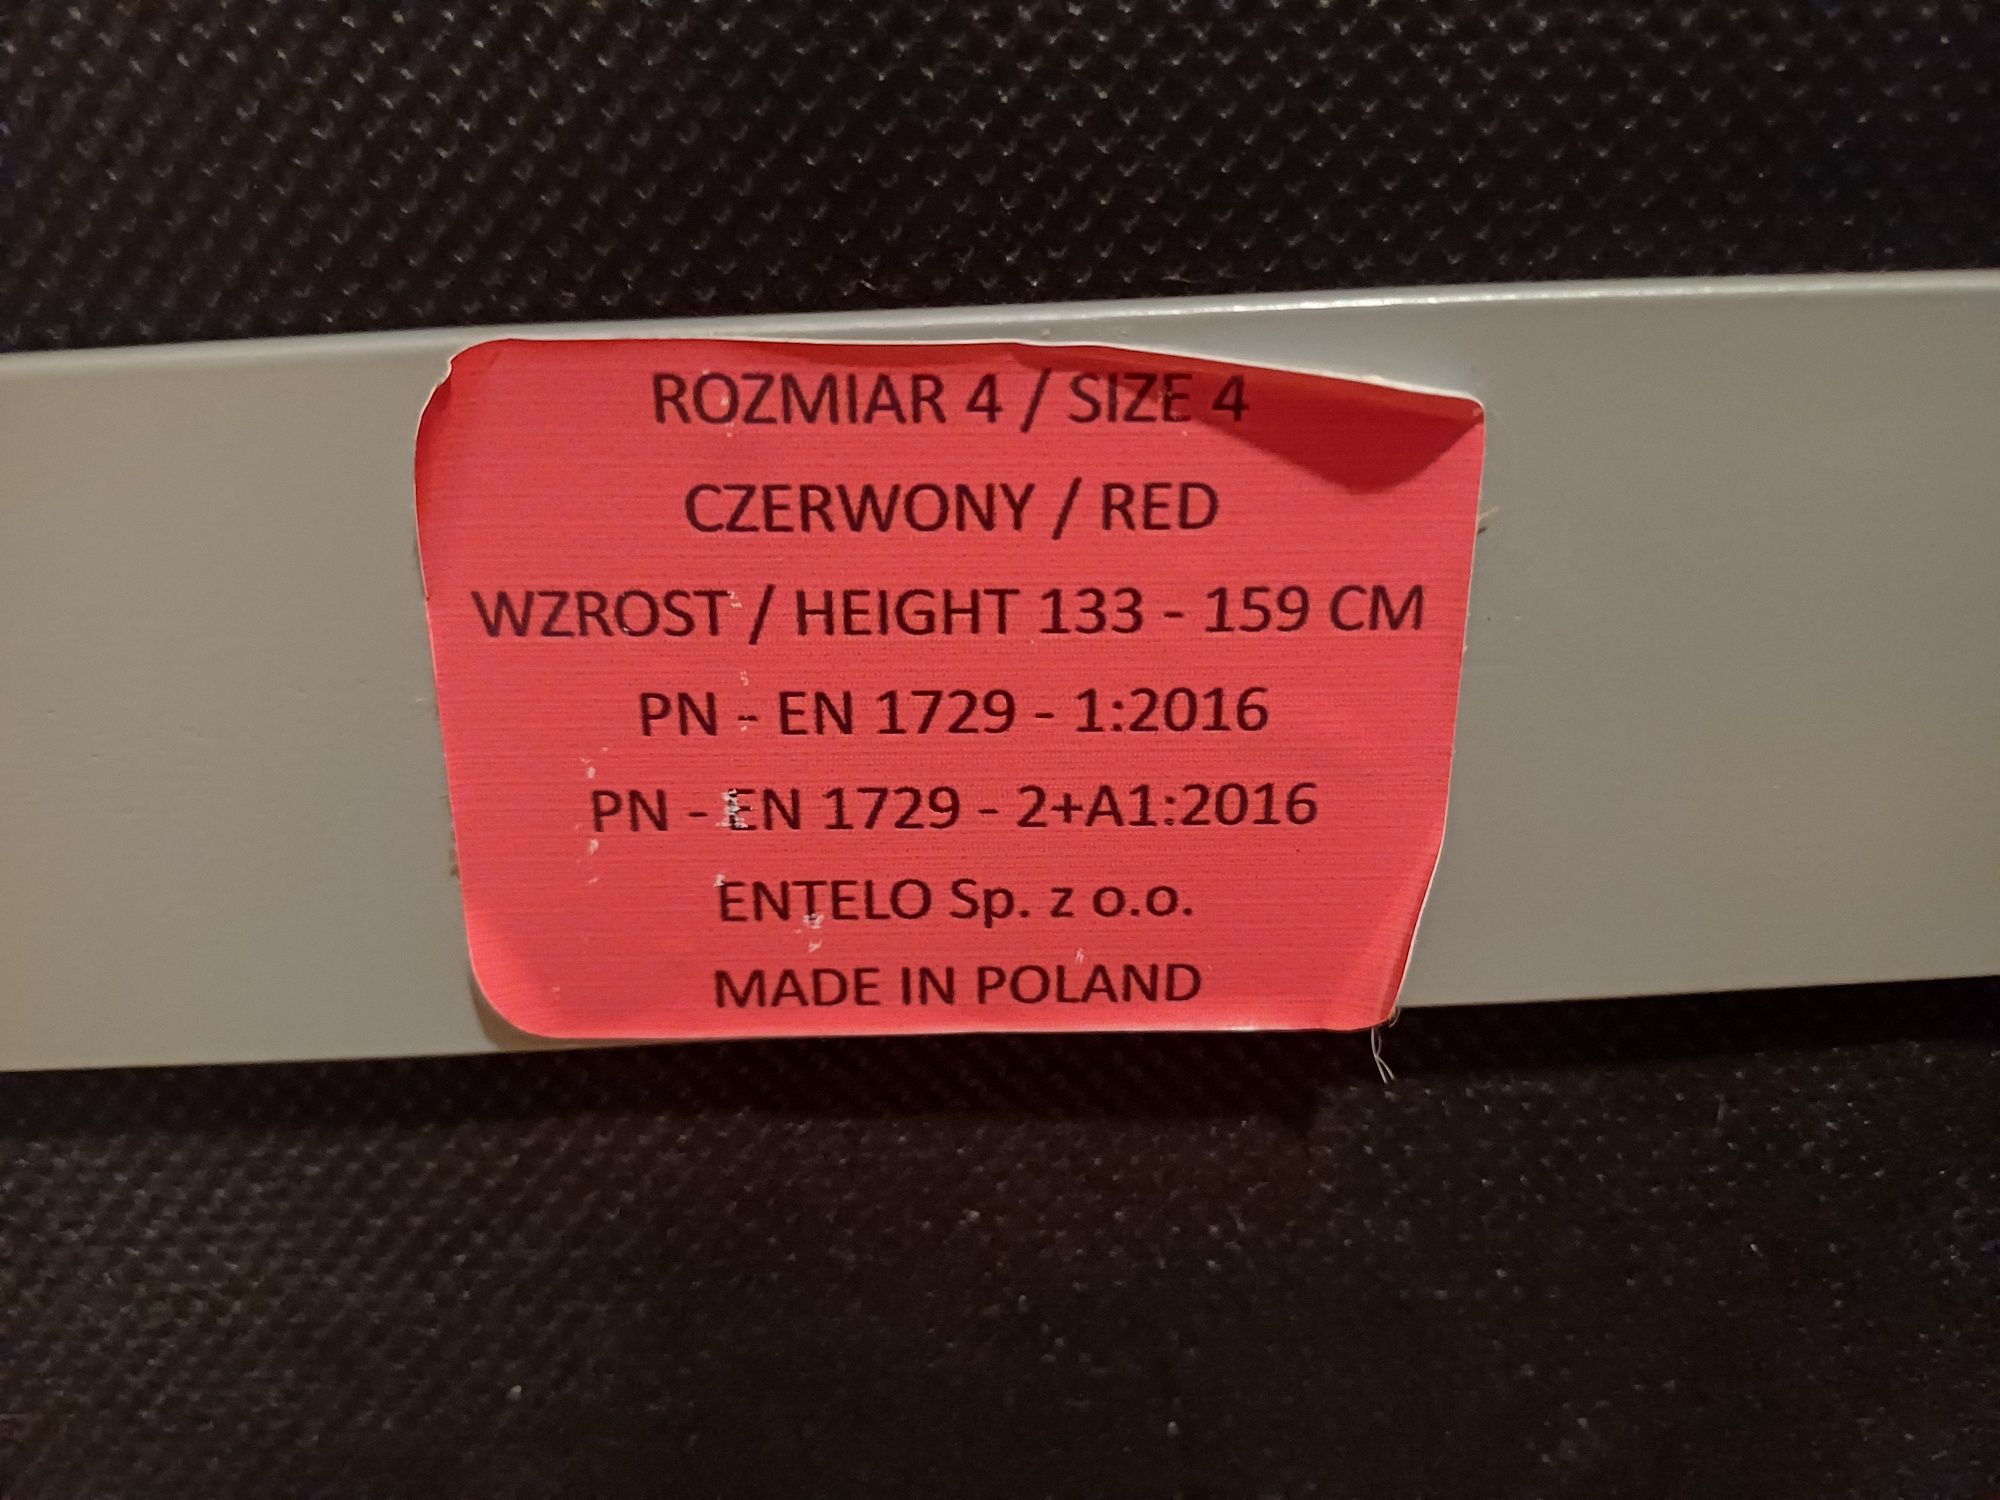 ROZMIAR 4 / SIZE 4
CZERWONY / RED
WZROST / HEIGHT 133 - 159 CM
PN - EN 1729 - 1:2016
PN - EN 1729 - 2+A1:2016
ENTELO Sp. z o.o.
MADE IN POLAND